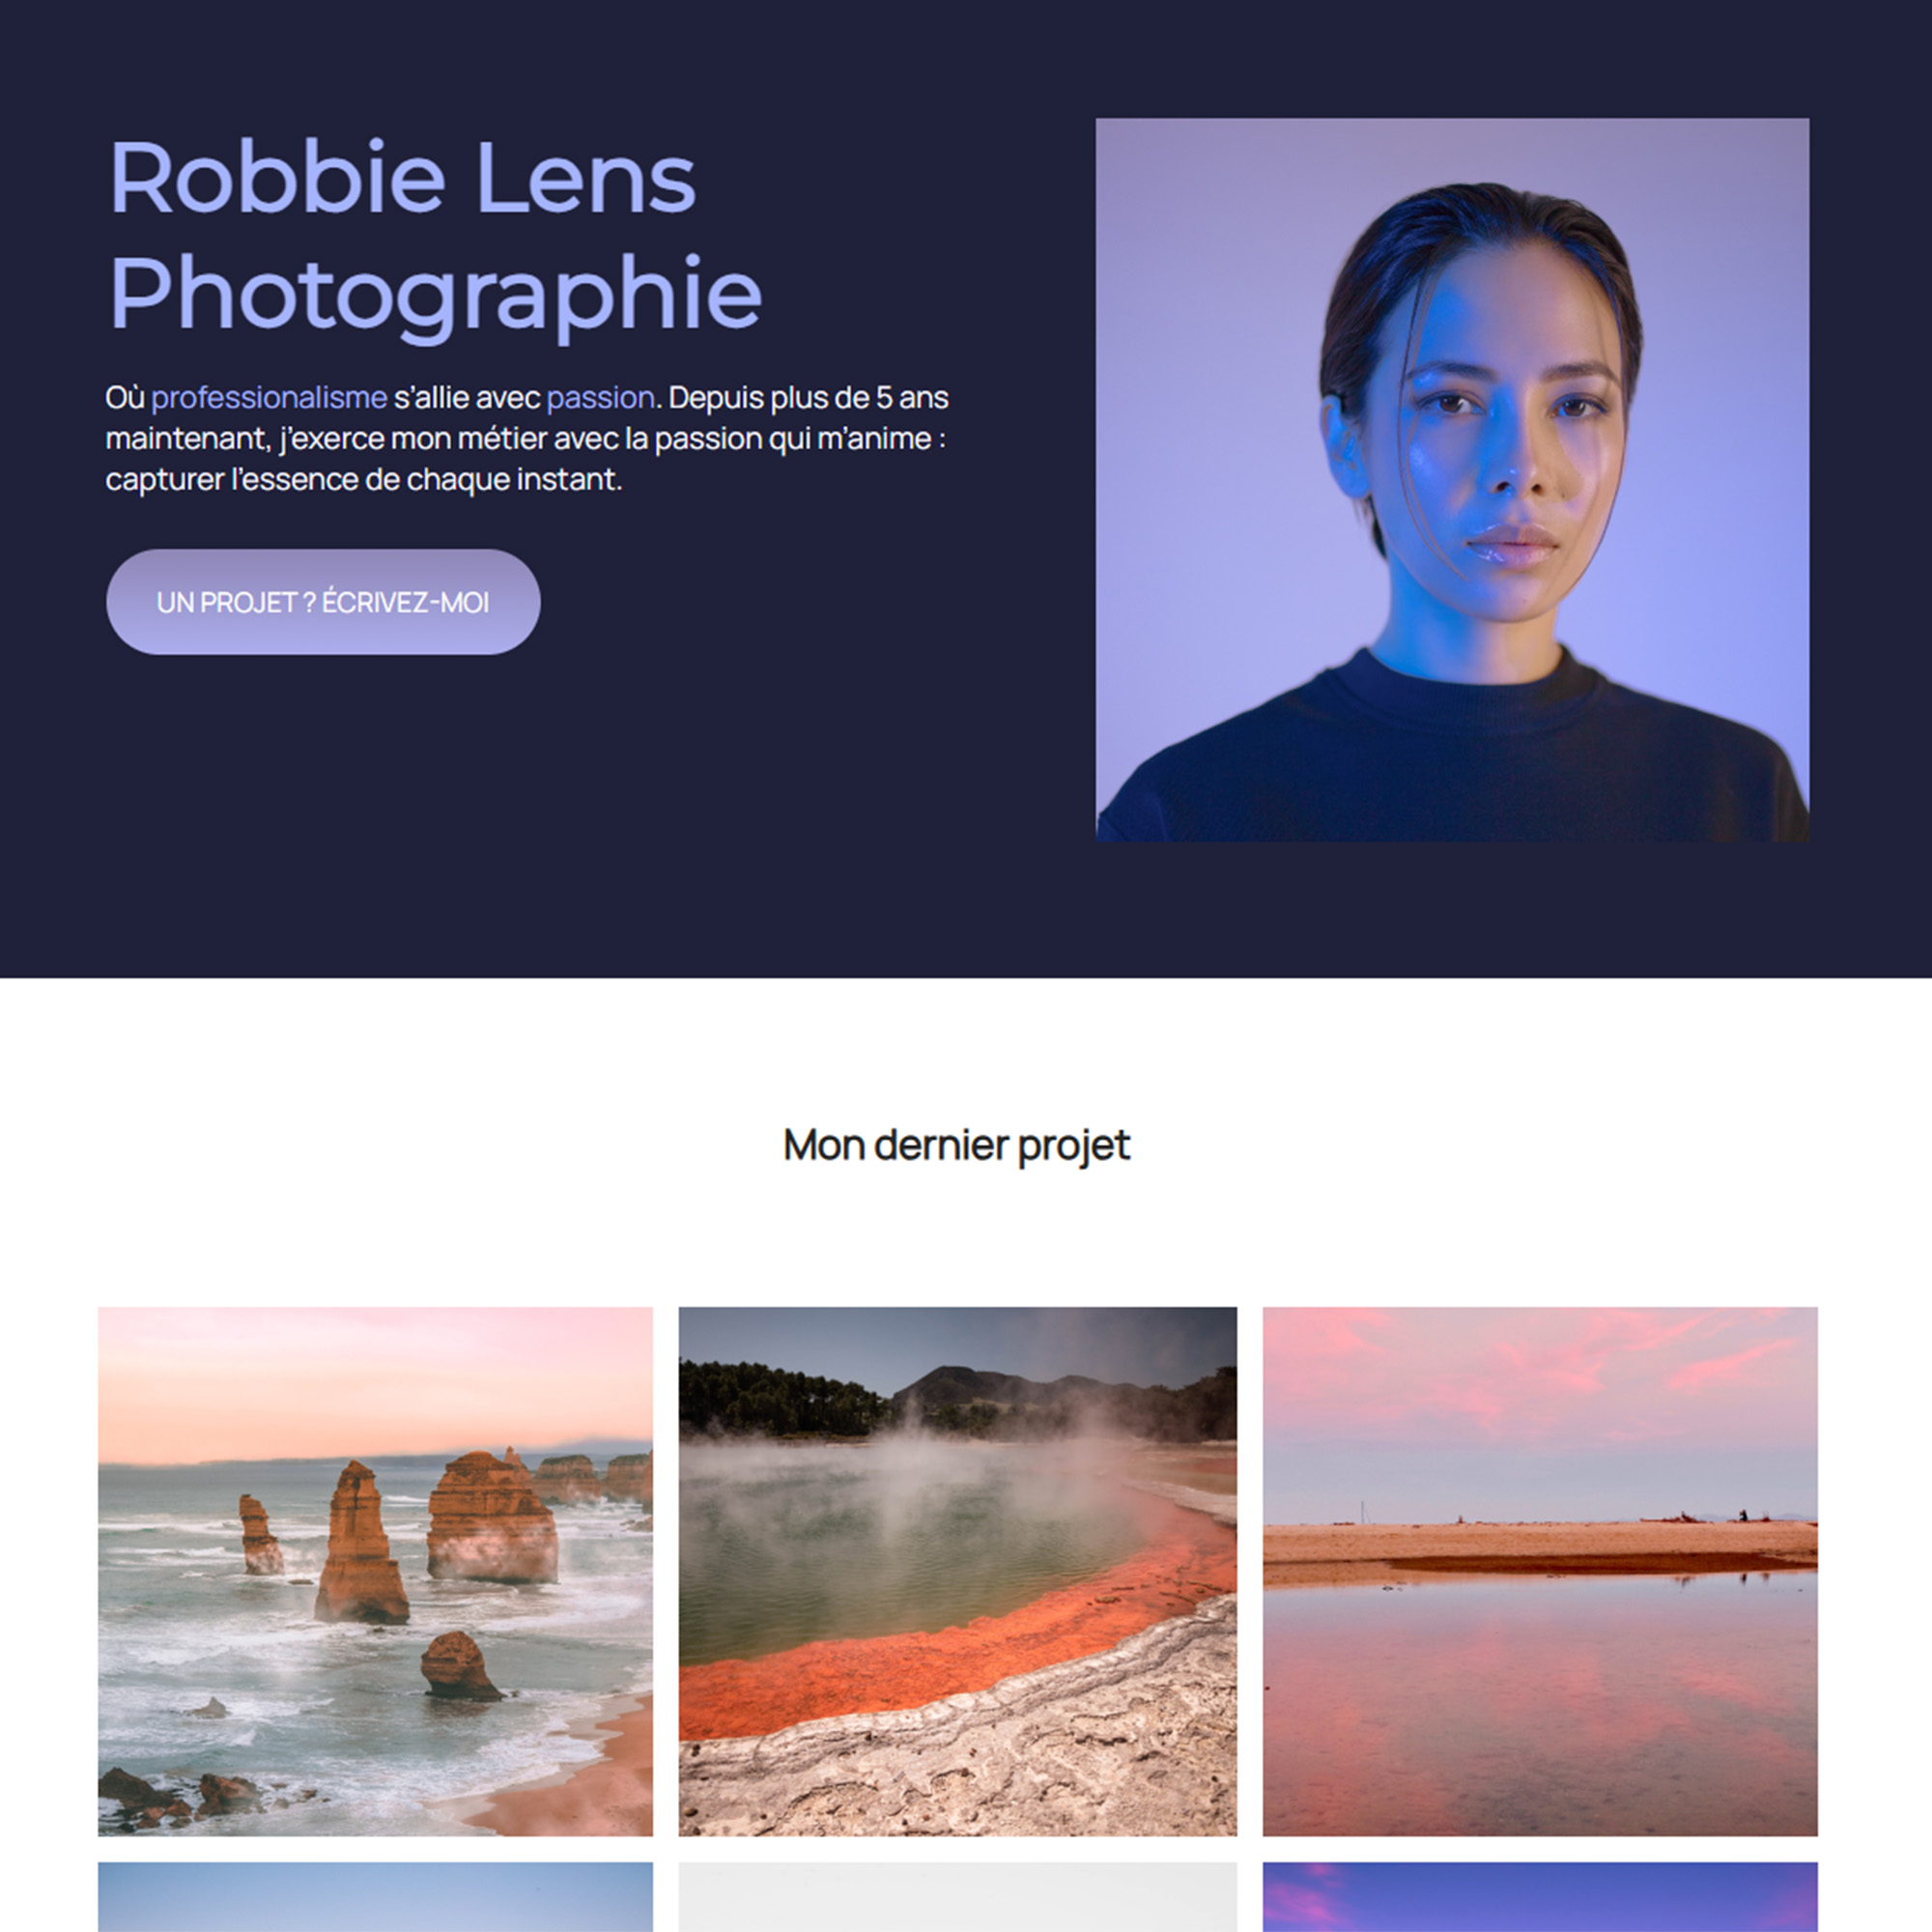 Robbie Lens
Photographie
Où professionalisme s’allie avec passion. Depuis plus de 5 ans
maintenant, j’exerce mon métier avec la passion qui m’anime :
capturer l’essence de chaque instant.
UN PROJET ? ÉCRIVEZ-MOI
Mon dernier projet